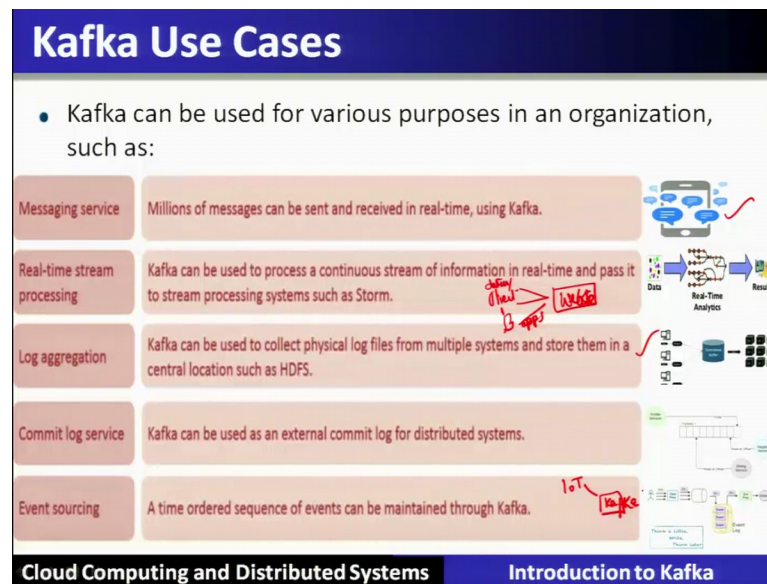 Kafka Use Cases
• Kafka can be used for various purposes in an organization,
such as:
Messaging service
Millions of messages can be sent and received in real-time, using Kafka.
Real-time stream
processing
Kafka can be used to process a continuous stream of information in real-time and pass it
to stream processing systems such as Storm.
apps
Data
Real-Time
Analytics
Log aggregation
Kafka can be used to collect physical log files from multiple systems and store them in a
central location such as HDFS.
Commit log service
Kafka can be used as an external commit log for distributed systems.
Event sourcing
A time ordered sequence of events can be maintained through Kafka.
IoT
Kafka
Event
Log
Cloud Computing and Distributed Systems
Introduction to Kafka